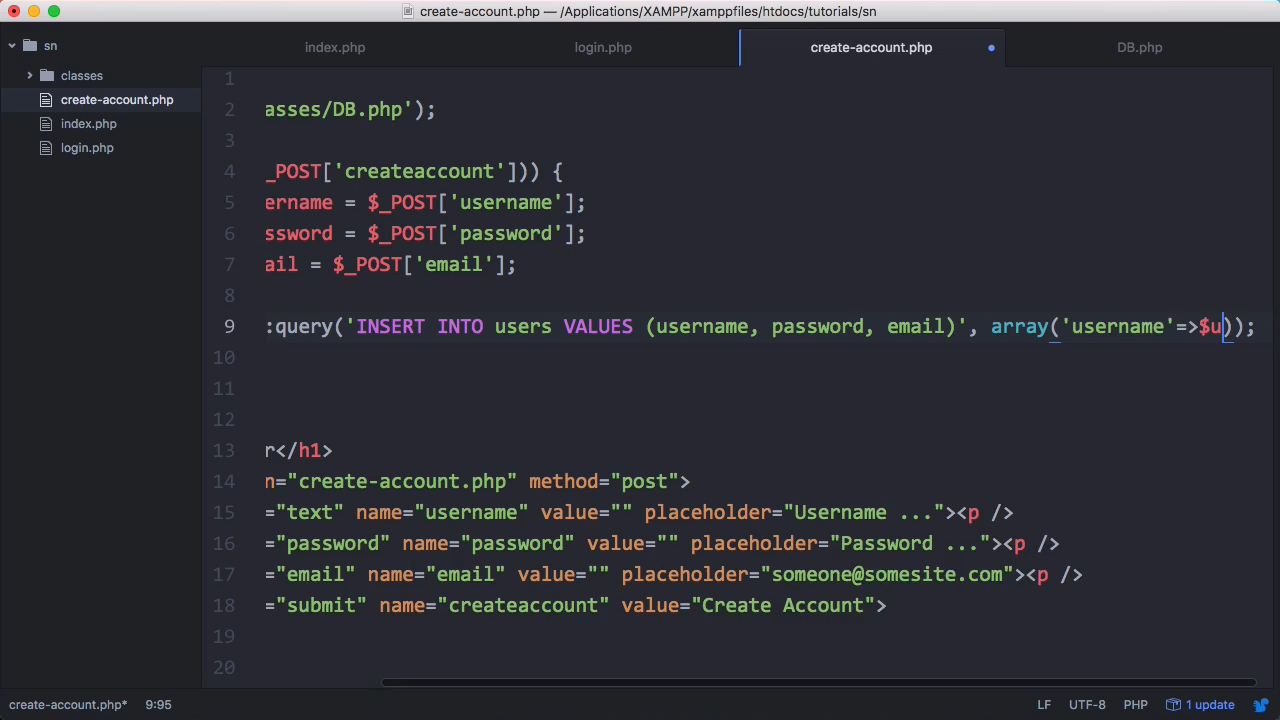 create-account.php — /Applications/XAMPP/xamppfiles/htdocs/tutorials/sn
sn
classes
create-account.php
index.php
login.php
index.php
login.php
create-account.php
DB.php
1
2 asses/DB.php');
3
4 _POST['createaccount'])) {
5 ername = $_POST['username'];
6 ssword = $_POST['password'];
7 ail = $_POST['email'];
8
9 :query('INSERT INTO users VALUES (username, password, email)', array('username'=>$u));
10
11
12
13 r</h1>
14 n="create-account.php" method="post">
15 ="text" name="username" value="" placeholder="Username ..."><p />
16 ="password" name="password" value="" placeholder="Password ..."><p />
17 ="email" name="email" value="" placeholder="someone@somesite.com"><p />
18 ="submit" name="createaccount" value="Create Account">
19
20
create-account.php* 9:95 LF UTF-8 PHP 1 update